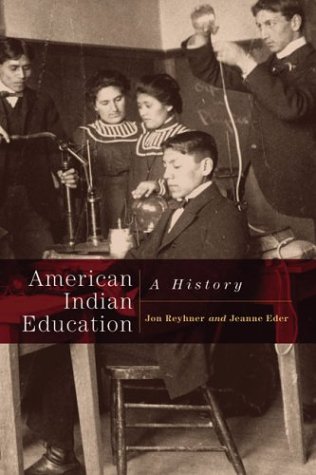 American
Indian
Education
A History
Jon Reyhner and Jeanne Eder